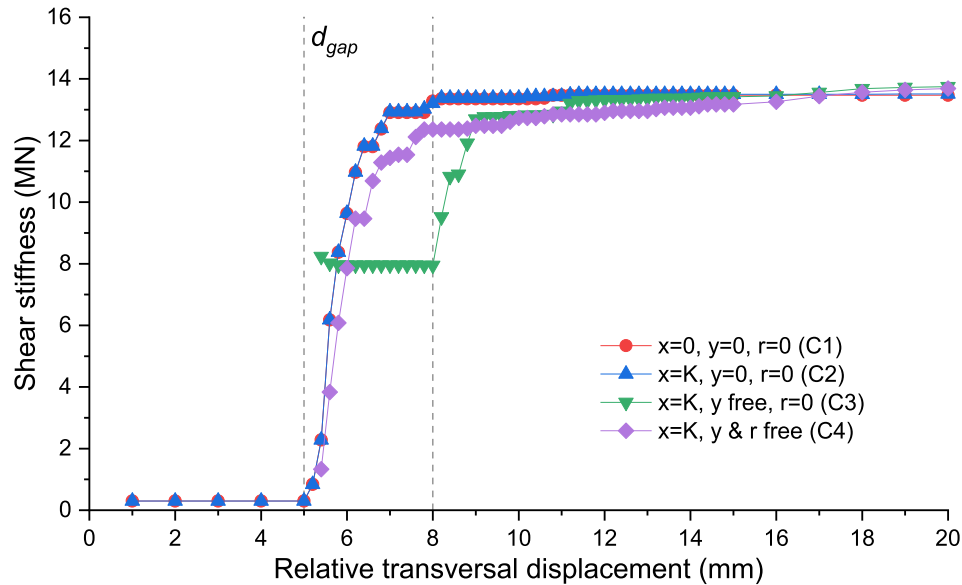 16
14
12
10
8
6
4
2
0
Shear stiffness (MN)
d_gap
x=0, y=0, r=0 (C1)
x=K, y=0, r=0 (C2)
x=K, y free, r=0 (C3)
x=K, y & r free (C4)
0 2 4 6 8 10 12 14 16 18 20
Relative transversal displacement (mm)